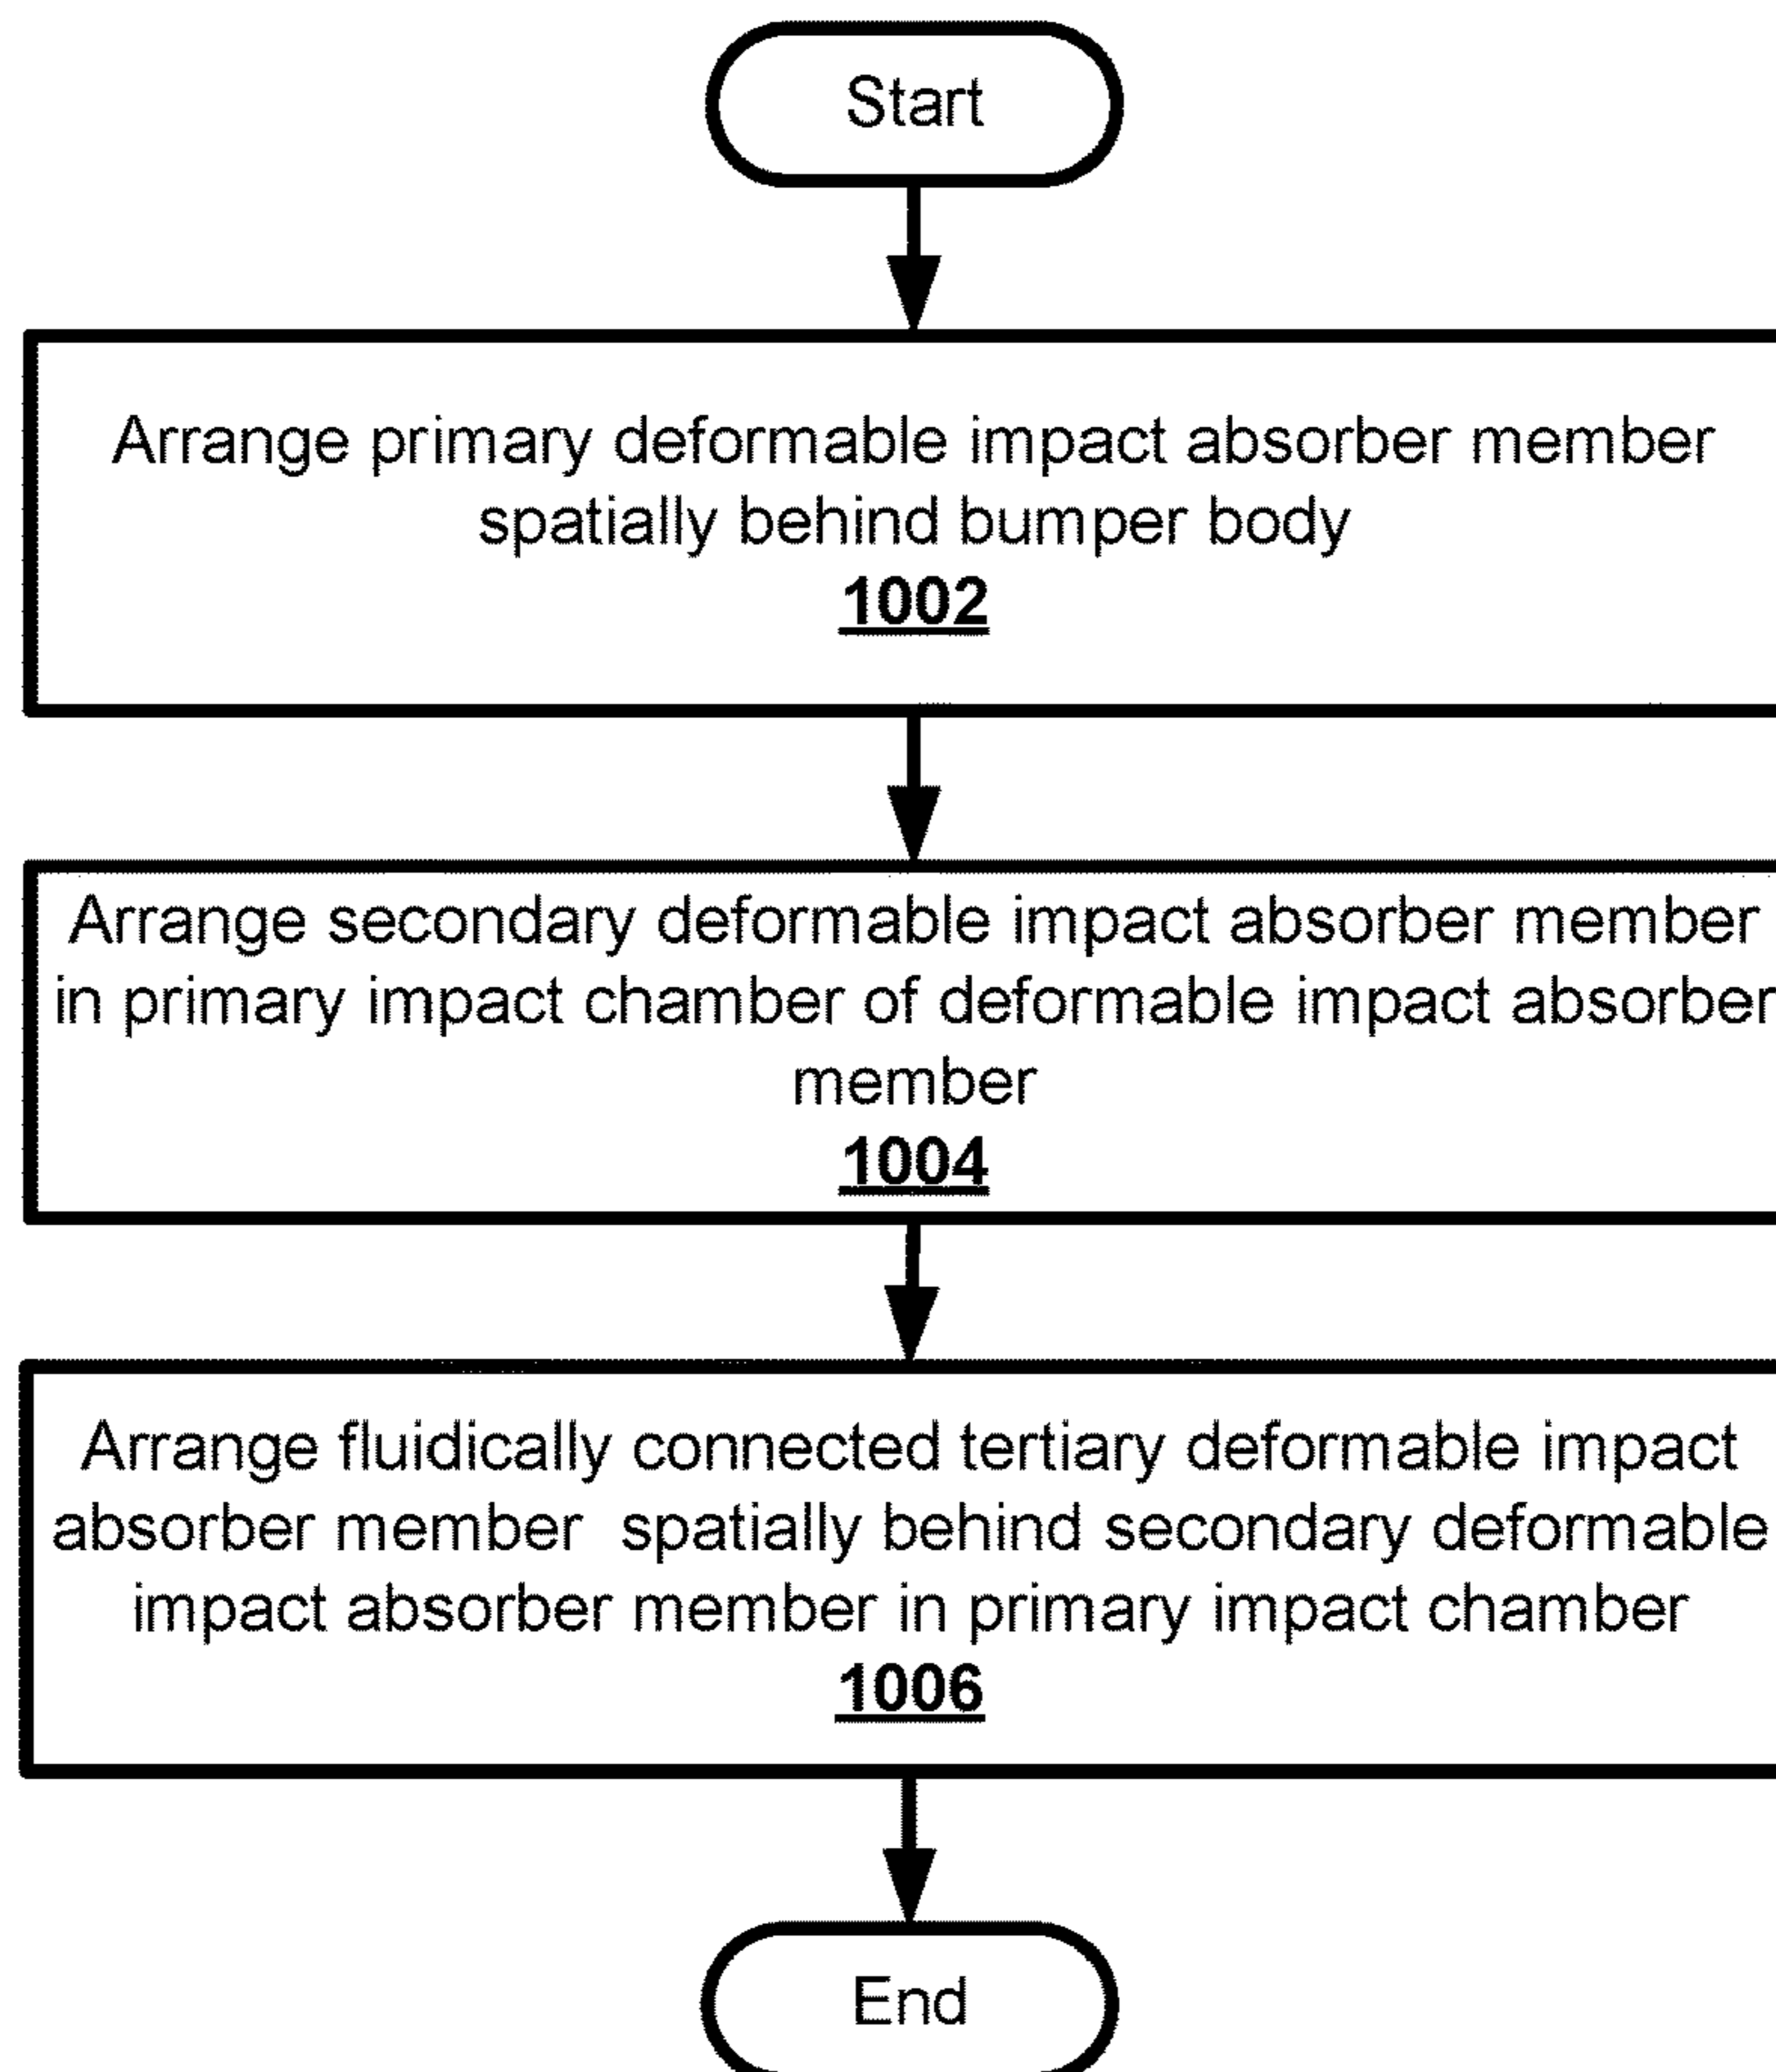 Start
Arrange primary deformable impact absorber member
spatially behind bumper body
1002
Arrange secondary deformable impact absorber member
in primary impact chamber of deformable impact absorber
member
1004
Arrange fluidically connected tertiary deformable impact
absorber member spatially behind secondary deformable
impact absorber member in primary impact chamber
1006
End